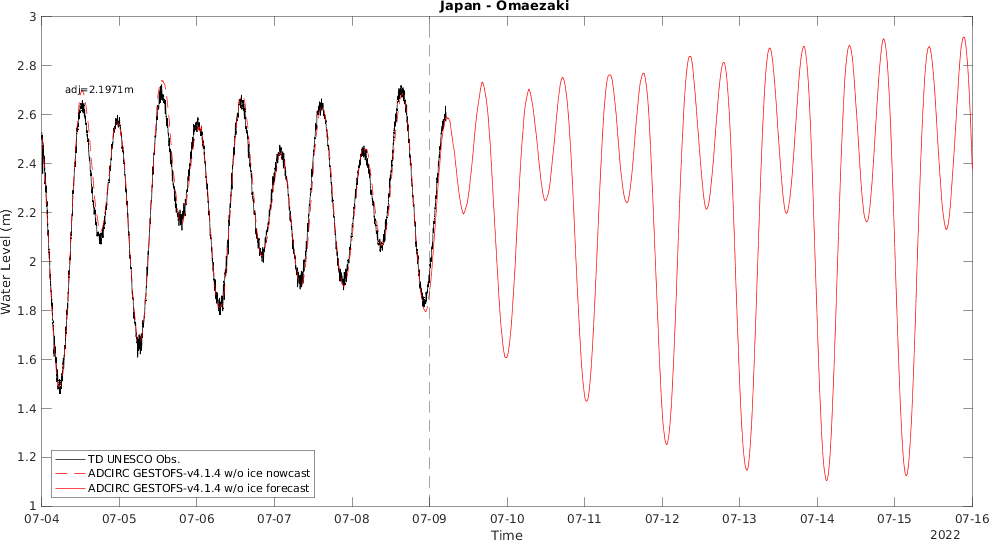 Japan - Omaezaki
adj=2.1971m
Water Level (m)
3
2.8
2.6
2.4
2.2
2
1.8
1.6
1.4
1.2
1
TD UNESCO Obs.
ADCIRC GESTOFS-v4.1.4 w/o ice nowcast
ADCIRC GESTOFS-v4.1.4 w/o ice forecast
07-04 07-05 07-06 07-07 07-08 07-09 07-10 07-11 07-12 07-13 07-14 07-15 07-16
Time
2022